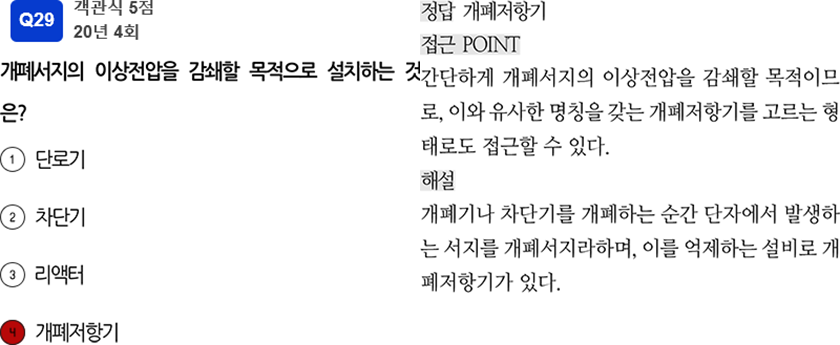 Q29
객관식 5점
20년 4회
개폐서지의 이상전압을 감쇄할 목적으로 설치하는 것
은?
① 단로기
② 차단기
③ 리액터
④ 개폐저항기
정답 개폐저항기
접근 POINT
간단하게 개폐서지의 이상전압을 감쇄할 목적이므
로, 이와 유사한 명칭을 갖는 개폐저항기를 고르는 형
태로도 접근할 수 있다.
해설
개폐기나 차단기를 개폐하는 순간 단자에서 발생하
는 서지를 개폐서지라하며, 이를 억제하는 설비로 개
폐저항기가 있다.